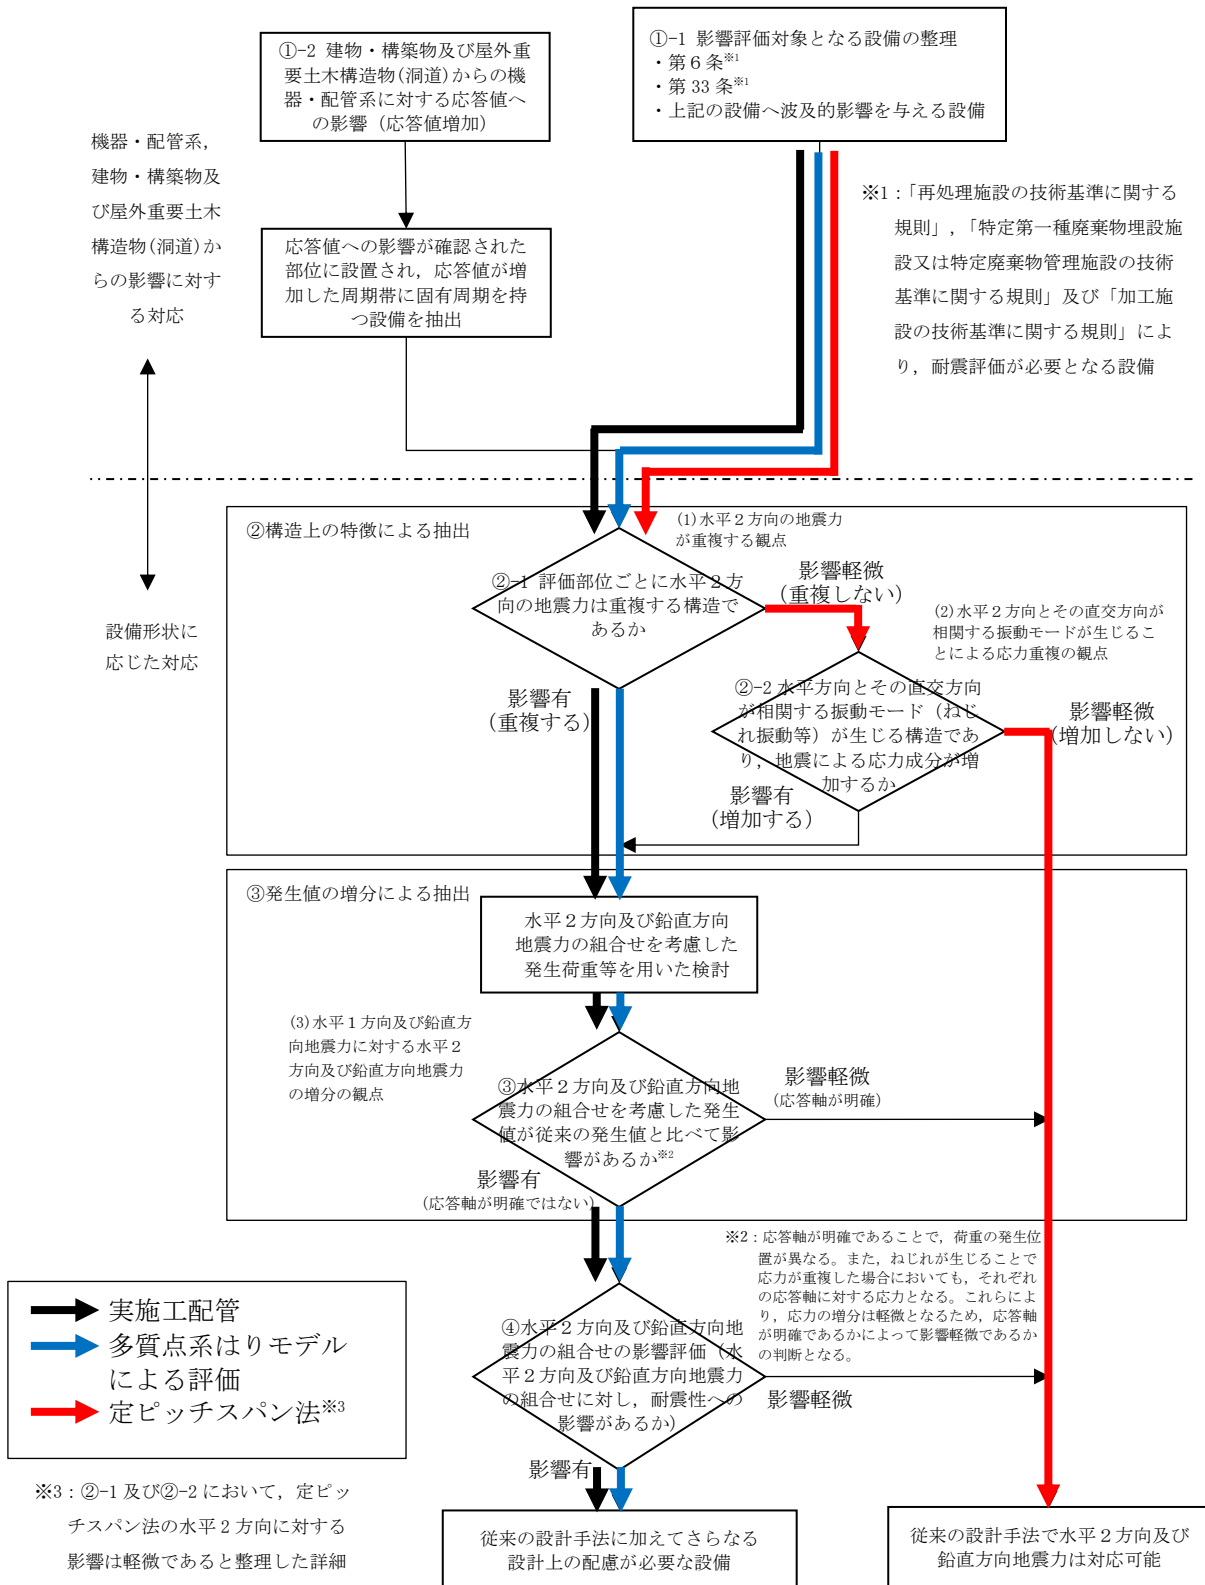 ①-2 建物・構築物及び屋外重
要土木構造物(洞道)からの機
器・配管系に対する応答値へ
の影響（応答値増加）
①-1 影響評価対象となる設備の整理
・第６条※1
・第 33 条※1
・上記の設備へ波及的影響を与える設備
機器・配管系，
建物・構築物及
び屋外重要土木
構造物(洞道)か
らの影響に対す
る対応
応答値への影響が確認された
部位に設置され，応答値が増
加した周期帯に固有周期を持
つ設備を抽出
※1：「再処理施設の技術基準に関する
規則」，「特定第一種廃棄物埋設施
設又は特定廃棄物管理施設の技術
基準に関する規則」及び「加工施
設の技術基準に関する規則」によ
り，耐震評価が必要となる設備
設備形状に
応じた対応
②構造上の特徴による抽出
(1)水平２方向の地震力
が重複する観点
②-1 評価部位ごとに水平２方
向の地震力は重複する構造で
あるか
影響軽微
（重複しない）
(2)水平２方向とその直交方向が
相関する振動モードが生じるこ
とによる応力重複の観点
影響有
（重複する）
②-2 水平方向とその直交方向
が相関する振動モード（ねじ
れ振動等）が生じる構造であ
り，地震による応力成分が増
加するか
影響軽微
（増加しない）
影響有
（増加する）
③発生値の増分による抽出
水平２方向及び鉛直方向
地震力の組合せを考慮した
発生荷重等を用いた検討
(3)水平１方向及び鉛直方
向地震力に対する水平２
方向及び鉛直方向地震力
の増分の観点
③水平２方向及び鉛直方向地
震力の組合せを考慮した発生
値が従来の発生値と比べて影
響があるか※2
影響軽微
(応答軸が明確)
影響有
(応答軸が明確ではない)
※2：応答軸が明確であることで，荷重の発生位
置が異なる。また，ねじれが生じることで
応力が重複した場合においても，それぞれ
の応答軸に対する応力となる。これらによ
り，応力の増分は軽微となるため，応答軸
が明確であるかによって影響軽微であるか
の判断となる。
実施工配管
多質点系はりモデル
による評価
定ピッチスパン法※3
④水平２方向及び鉛直方向地
震力の組合せの影響評価（水
平２方向及び鉛直方向地震力
の組合せに対し，耐震性への
影響があるか）
影響軽微
影響有
※3：②-1 及び②-2 において，定ピッ
チスパン法の水平２方向に対する
影響は軽微であると整理した詳細
従来の設計手法に加えてさらなる
設計上の配慮が必要な設備
従来の設計手法で水平２方向及び
鉛直方向地震力は対応可能